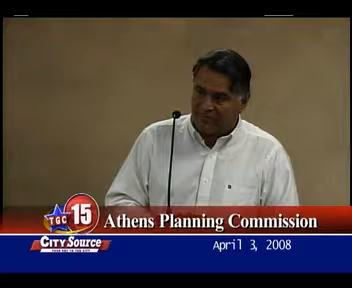 TGC 15
Athens Planning Commission
CITY SOURCE
April 3, 2008